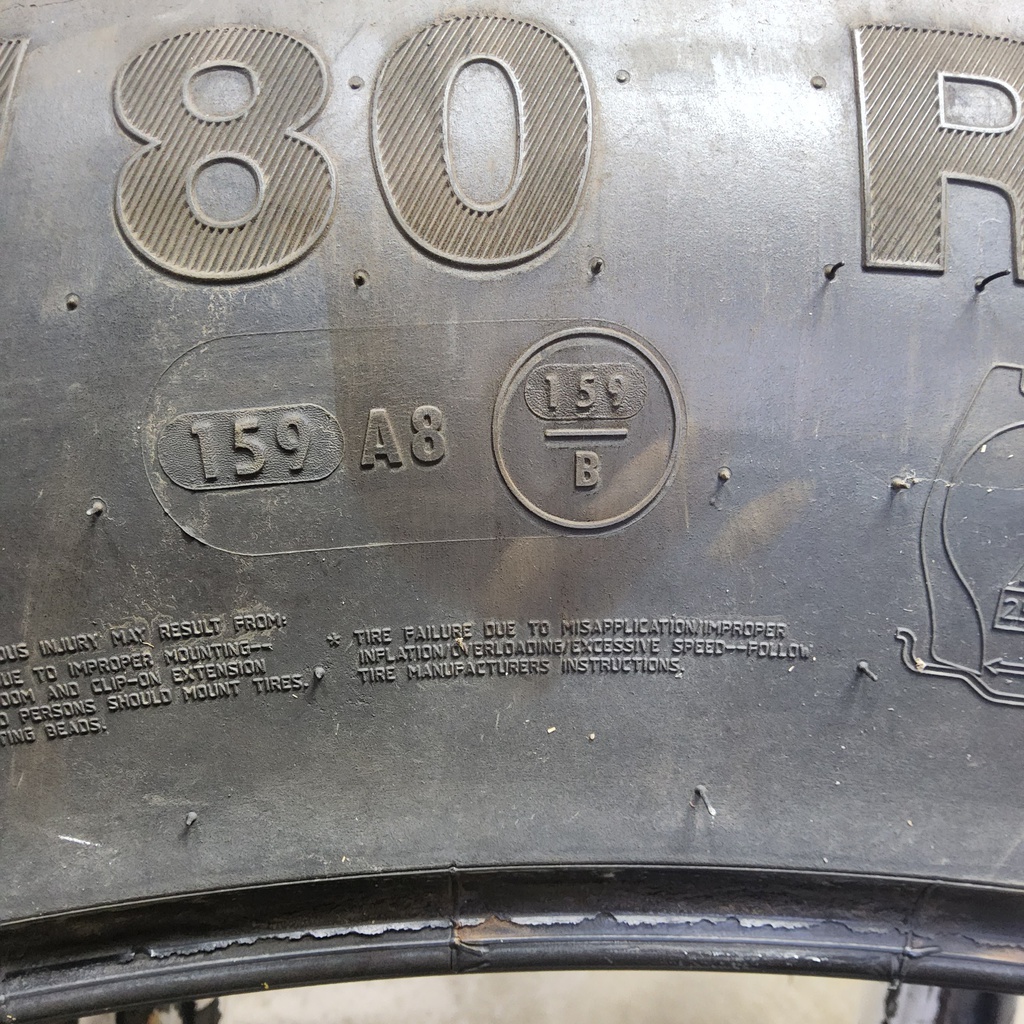 80 R
159 A8
159
B
OUS INJURY MAY RESULT FROM:
UE TO IMPROPER MOUNTING--
OOM AND CLIP-ON EXTENSION
D PERSONS SHOULD MOUNT TIRES.
TING BEADS.
* TIRE FAILURE DUE TO MISAPPLICATION/IMPROPER
INFLATION/OVERLOADING/EXCESSIVE SPEED--FOLLOW
TIRE MANUFACTURERS INSTRUCTIONS.